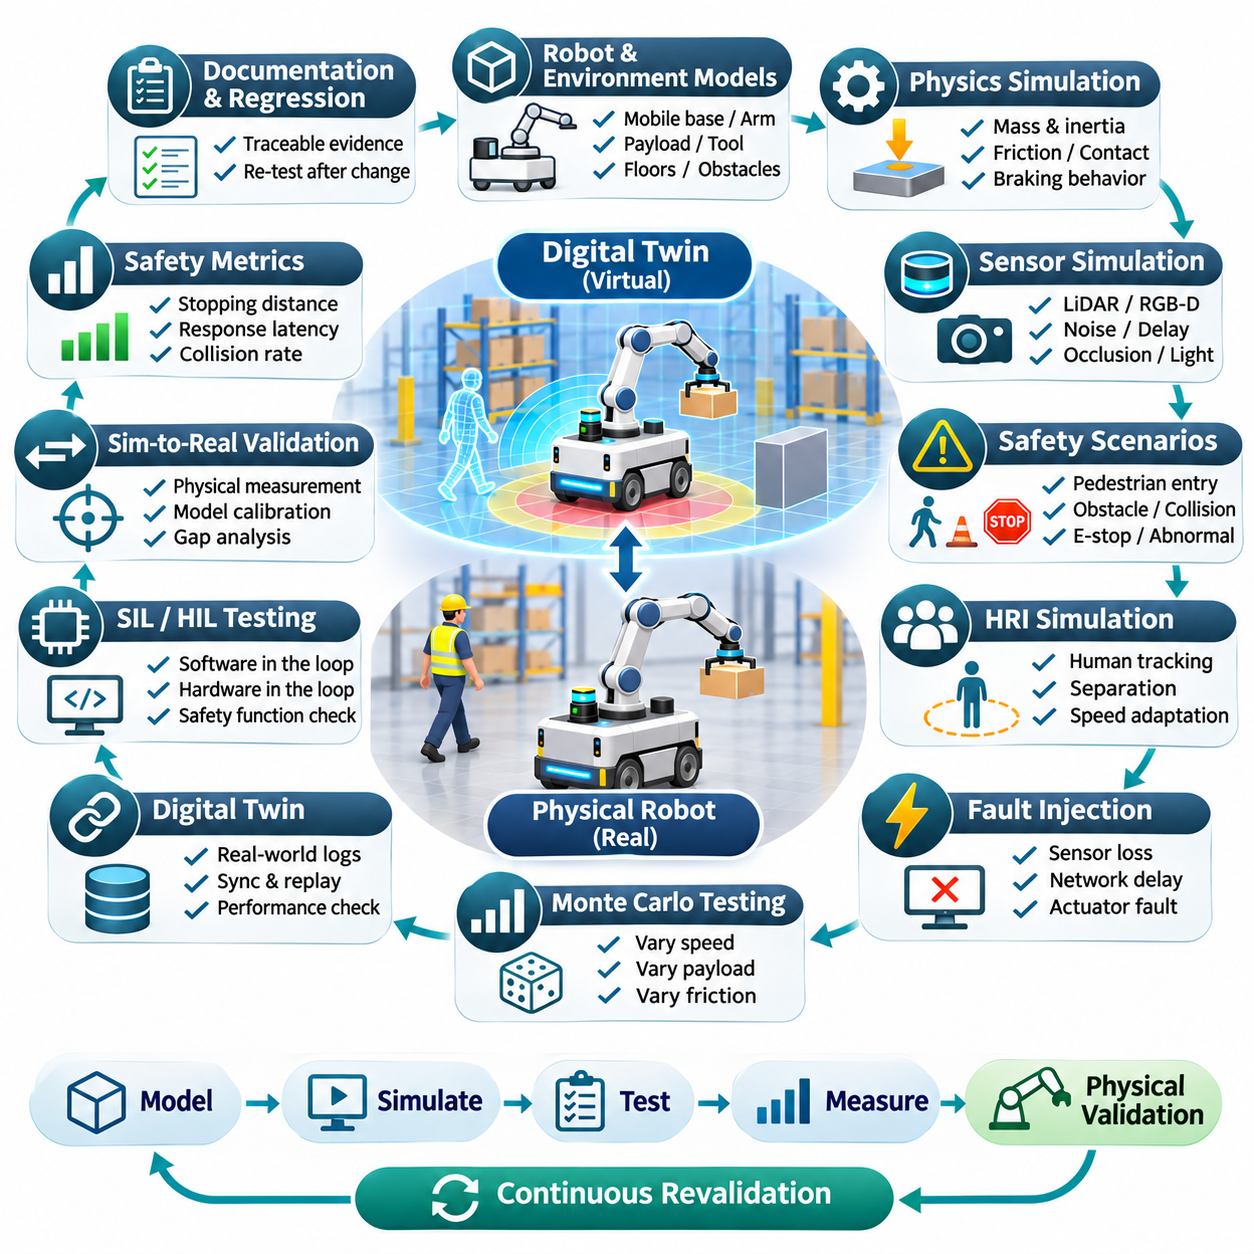 Documentation
& Regression
Traceable evidence
Re-test after change
Robot &
Environment Models
Mobile base / Arm
Payload / Tool
Floors / Obstacles
Physics Simulation
Mass & inertia
Friction / Contact
Braking behavior
Safety Metrics
Stopping distance
Response latency
Collision rate
Digital Twin
(Virtual)
Sensor Simulation
LiDAR / RGB-D
Noise / Delay
Occlusion / Light
Sim-to-Real Validation
Physical measurement
Model calibration
Gap analysis
Safety Scenarios
STOP
Pedestrian entry
Obstacle / Collision
E-stop / Abnormal
SIL / HIL Testing
</>
Software in the loop
Hardware in the loop
Safety function check
HRI Simulation
Human tracking
Separation
Speed adaptation
Digital Twin
Real-world logs
Sync & replay
Performance check
Physical Robot
(Real)
Fault Injection
Sensor loss
Network delay
Actuator fault
Monte Carlo Testing
Vary speed
Vary payload
Vary friction
Model
Simulate
Test
Measure
Physical
Validation
Continuous Revalidation